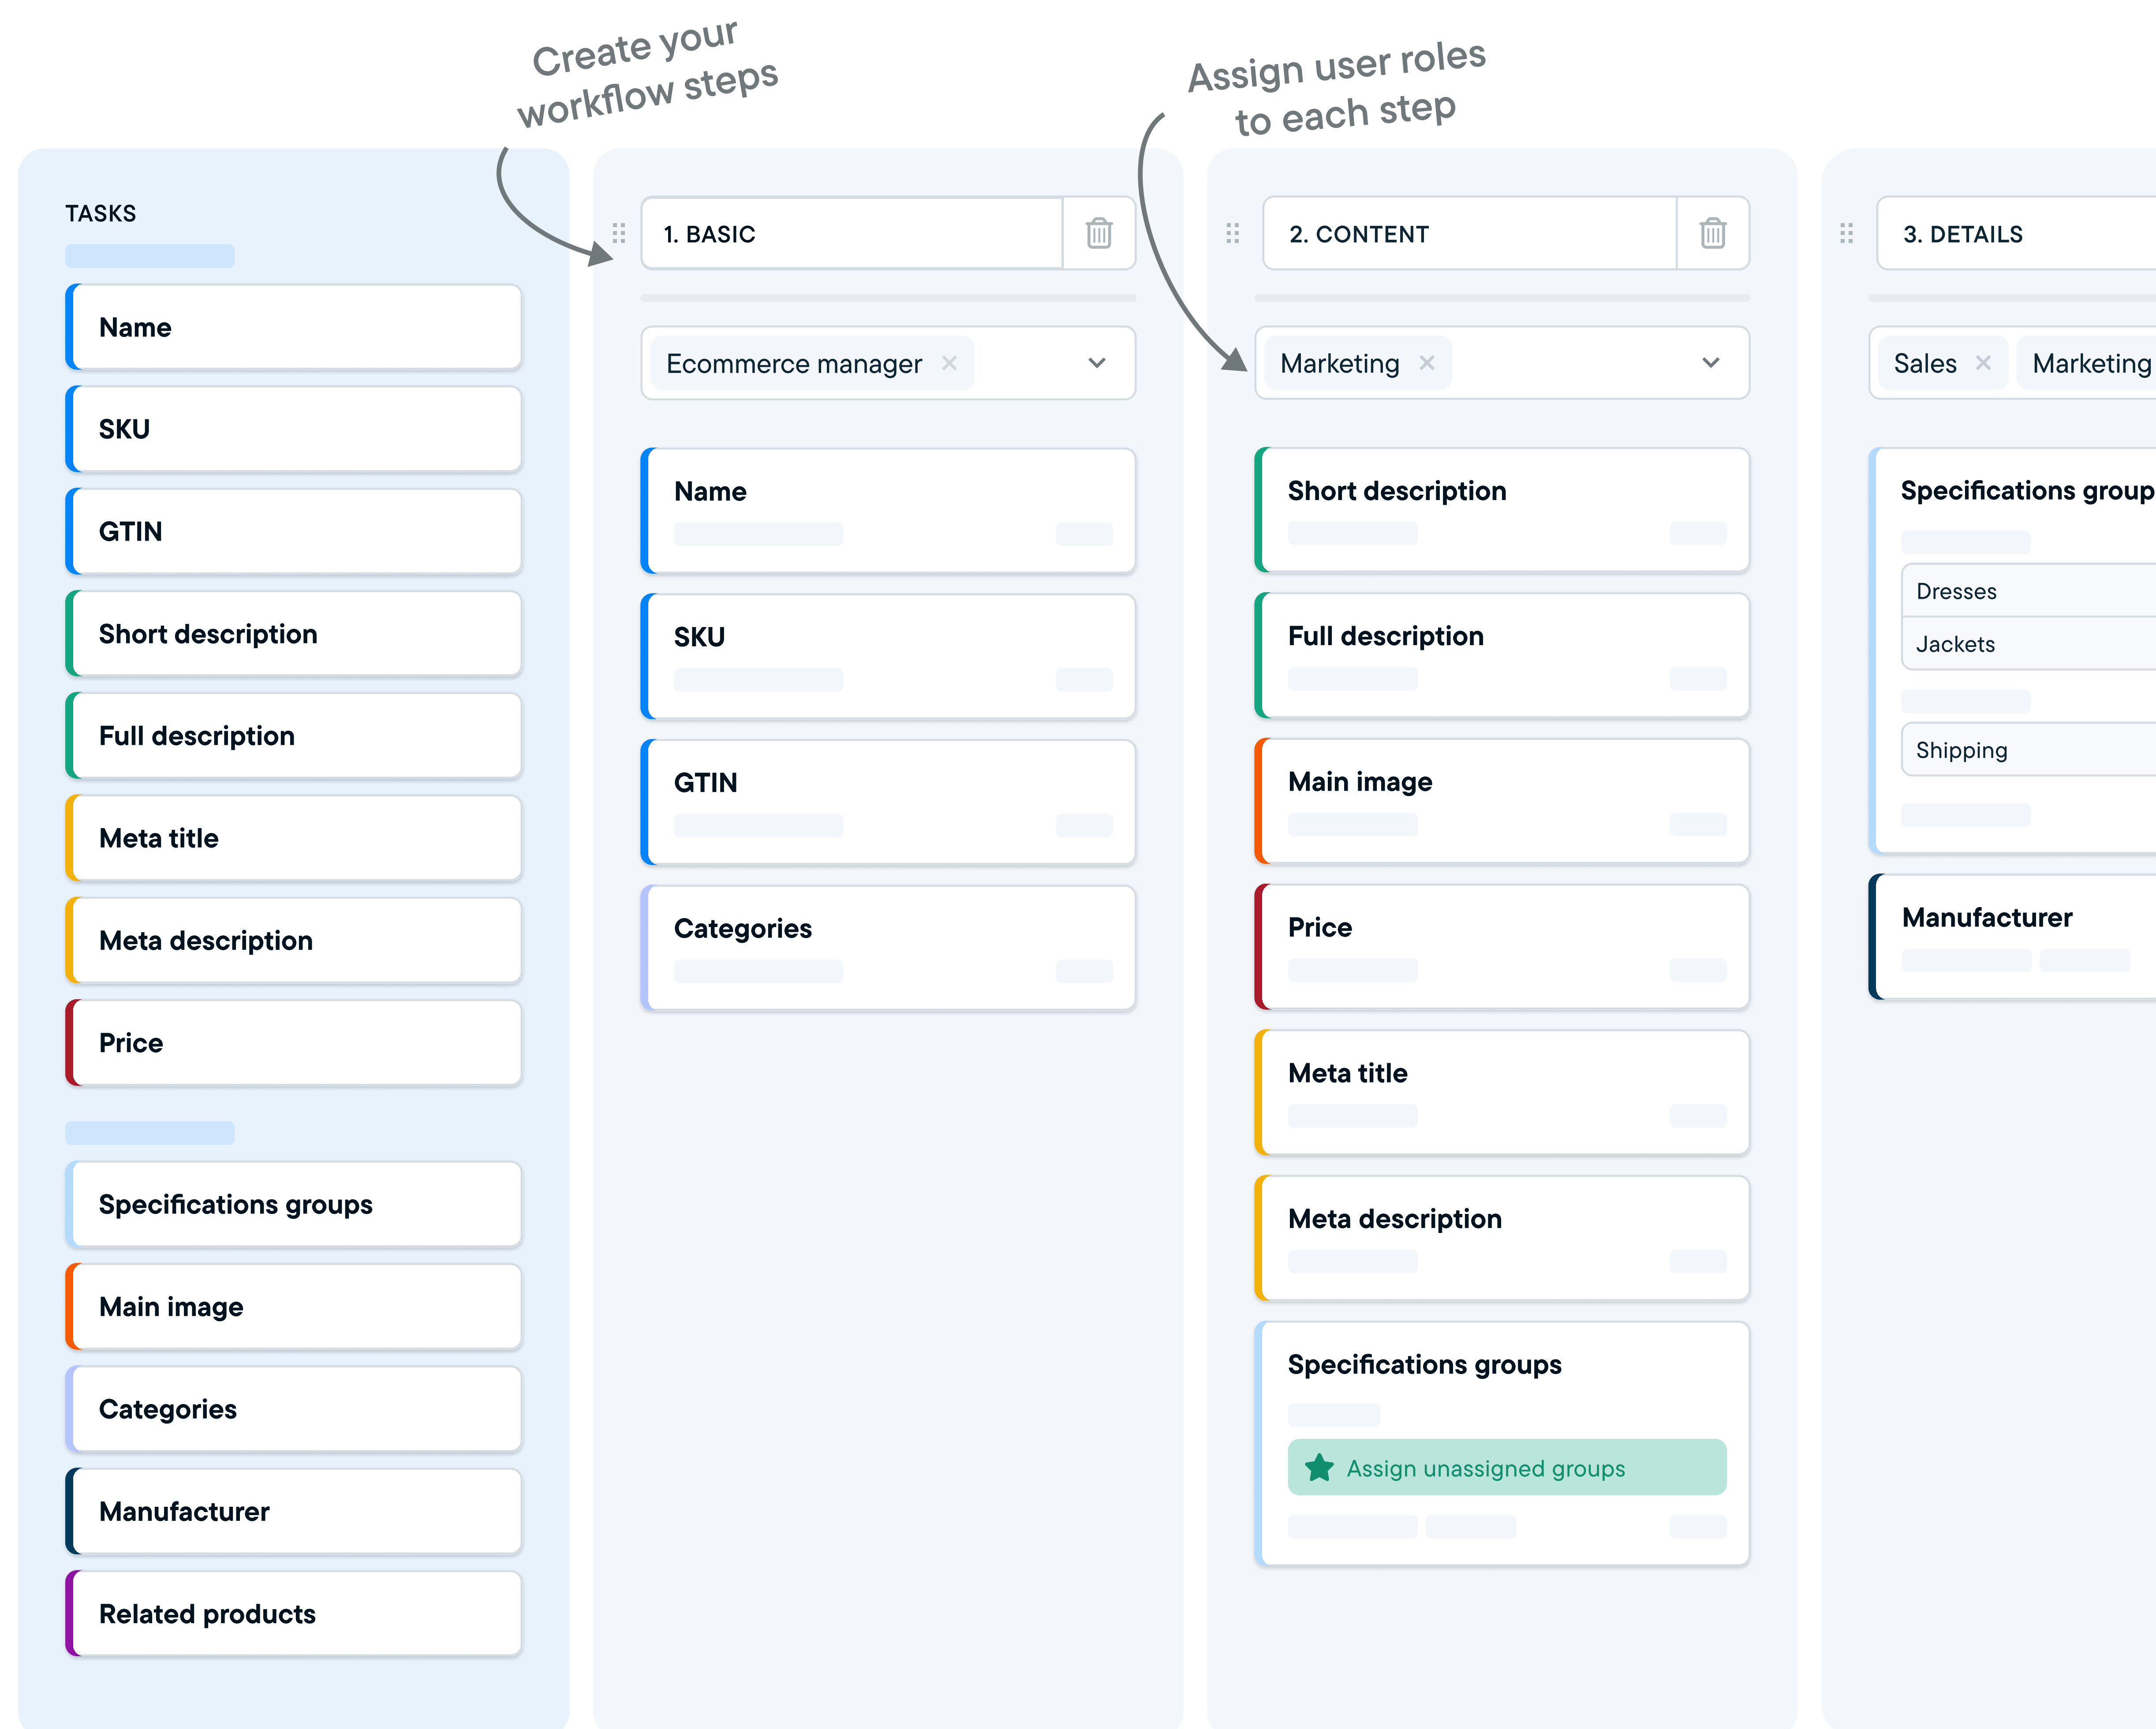 Create your
workflow steps
Assign user roles
to each step
TASKS
Name
SKU
GTIN
Short description
Full description
Meta title
Meta description
Price
Specifications groups
Main image
Categories
Manufacturer
Related products
1. BASIC
Ecommerce manager
Name
SKU
GTIN
Categories
2. CONTENT
Marketing
Short description
Full description
Main image
Price
Meta title
Meta description
Specifications groups
Assign unassigned groups
3. DETAILS
Sales Marketing
Specifications group
Dresses
Jackets
Shipping
Manufacturer